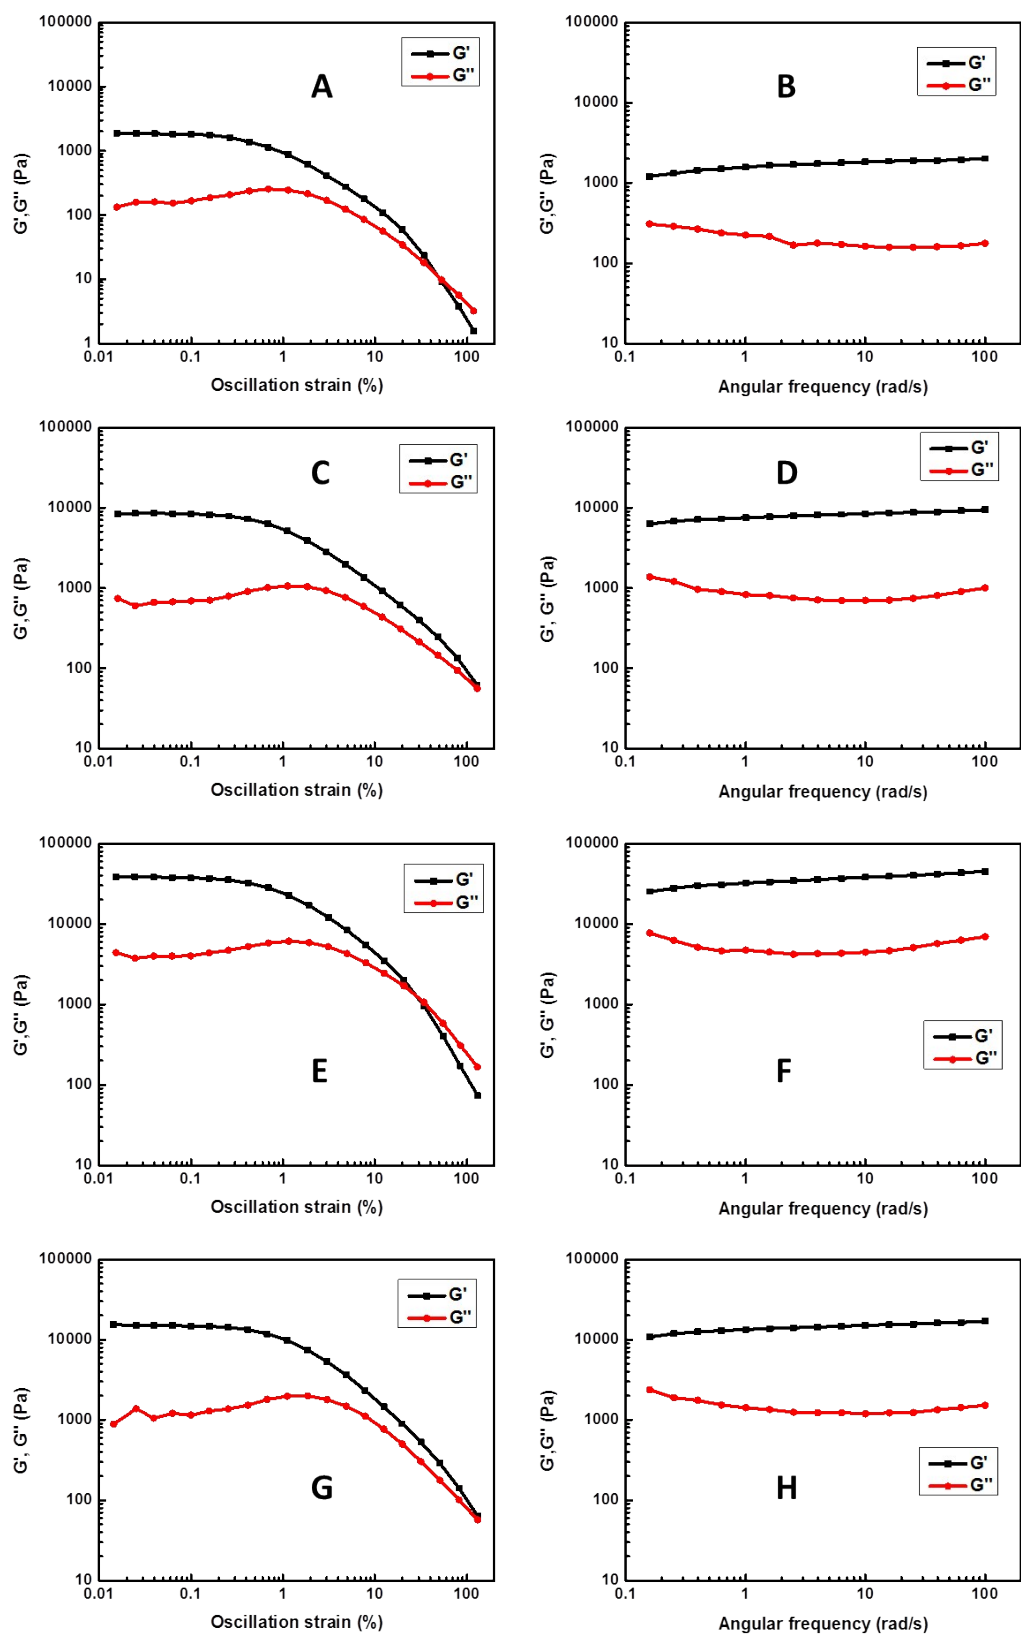 100000
10000
1000
100
10
1
G',G'' (Pa)
A
G'
G''
0.01 0.1 1 10 100
Oscillation strain (%)
100000
10000
1000
100
10
G',G'' (Pa)
B
G'
G''
0.1 1 10 100
Angular frequency (rad/s)
100000
10000
1000
100
10
G',G'' (Pa)
C
G'
G''
0.01 0.1 1 10 100
Oscillation strain (%)
100000
10000
1000
100
10
G', G'' (Pa)
D
G'
G''
0.1 1 10 100
Angular frequency (rad/s)
100000
10000
1000
100
10
G',G'' (Pa)
G'
G''
E
0.01 0.1 1 10 100
Oscillation strain (%)
100000
10000
1000
100
10
G', G'' (Pa)
G'
G''
F
0.1 1 10 100
Angular frequency (rad/s)
100000
10000
1000
100
10
G', G'' (Pa)
G'
G''
G
0.01 0.1 1 10 100
Oscillation strain (%)
100000
10000
1000
100
10
G',G'' (Pa)
G'
G''
H
0.1 1 10 100
Angular frequency (rad/s)